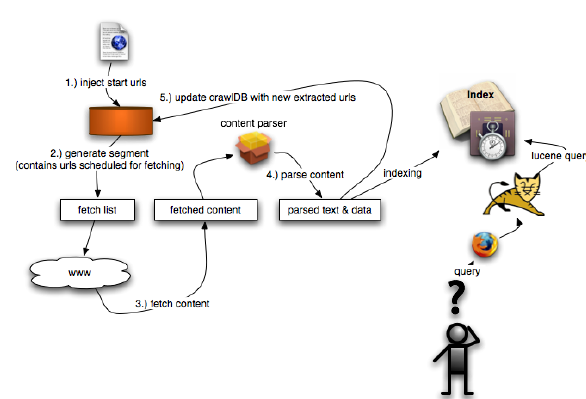 1.) inject start urls
5.) update crawlDB with new extracted urls
Index
content parser
2.) generate segment
(contains urls scheduled for fetching)
4.) parse content
indexing
lucene quer
fetch list
fetched content
parsed text & data
www
3.) fetch content
query
?